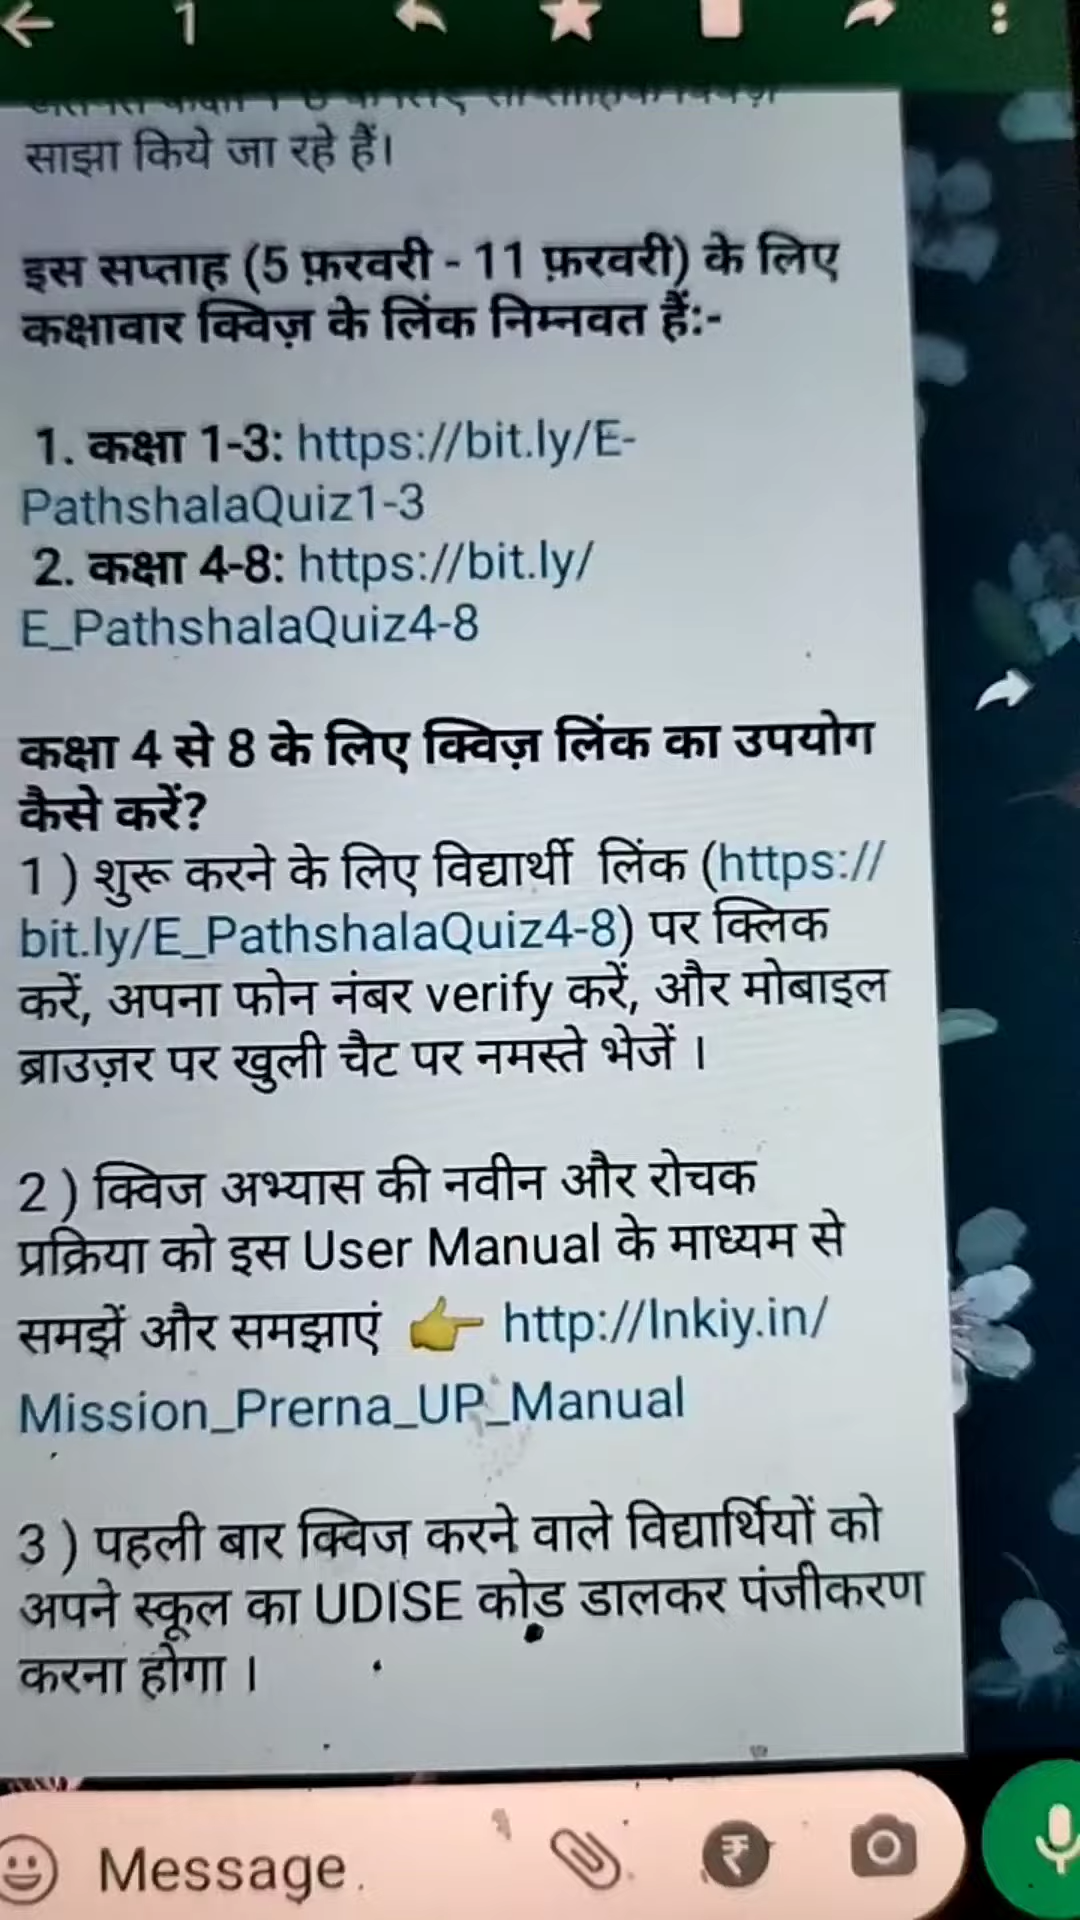 1
साझा किये जा रहे हैं।
इस सप्ताह (5 फ़रवरी - 11 फ़रवरी) के लिए
कक्षावार क्विज़ के लिंक निम्नवत हैं:-
1. कक्षा 1-3: https://bit.ly/E-
PathshalaQuiz1-3
2. कक्षा 4-8: https://bit.ly/
E_PathshalaQuiz4-8
कक्षा 4 से 8 के लिए क्विज़ लिंक का उपयोग
कैसे करें?
1 ) शुरू करने के लिए विद्यार्थी लिंक (https://
bit.ly/E_PathshalaQuiz4-8) पर क्लिक
करें, अपना फोन नंबर verify करें, और मोबाइल
ब्राउज़र पर खुली चैट पर नमस्ते भेजें ।
2 ) क्विज अभ्यास की नवीन और रोचक
प्रक्रिया को इस User Manual के माध्यम से
समझें और समझाएं 👉 http://lnkiy.in/
Mission_Prerna_UP_Manual
3 ) पहली बार क्विज करने वाले विद्यार्थियों को
अपने स्कूल का UDISE कोड डालकर पंजीकरण
करना होगा ।
Message